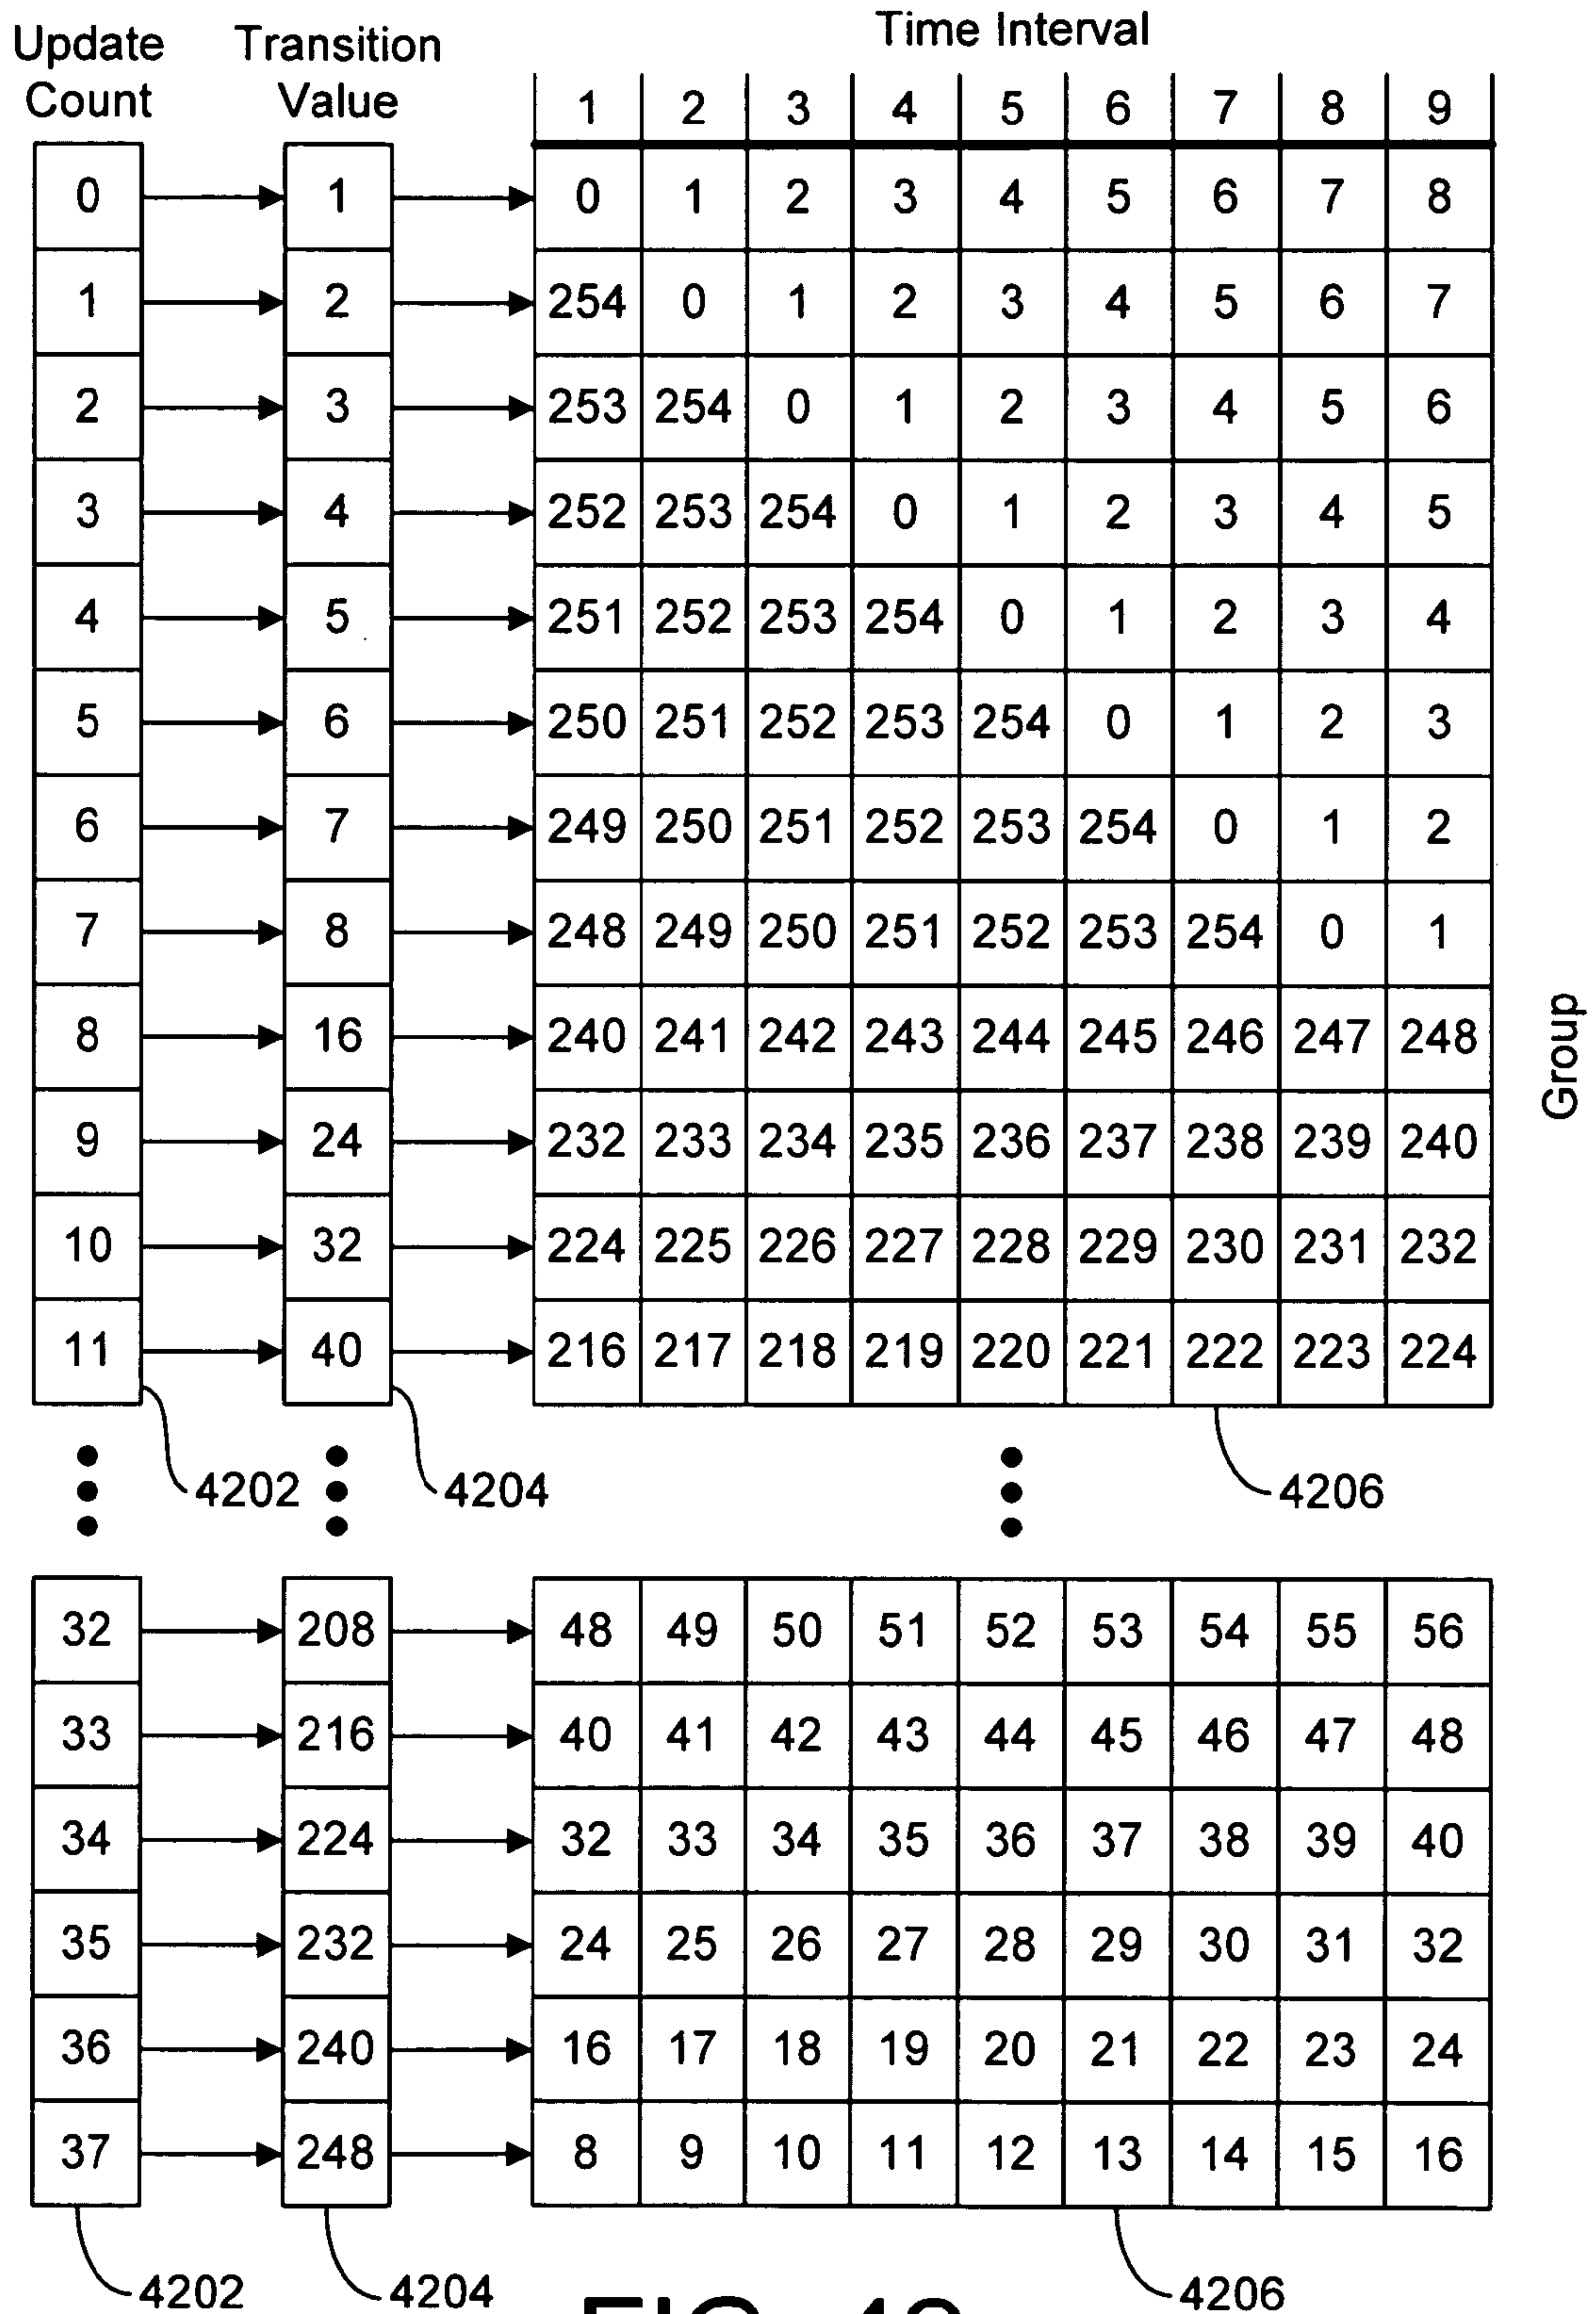 Time Interval
Update Transition
Count Value
1 2 3 4 5 6 7 8 9
0 1 0 1 2 3 4 5 6 7 8
1 2 254 0 1 2 3 4 5 6 7
2 3 253 254 0 1 2 3 4 5 6
3 4 252 253 254 0 1 2 3 4 5
4 5 251 252 253 254 0 1 2 3 4
5 6 250 251 252 253 254 0 1 2 3
6 7 249 250 251 252 253 254 0 1 2
7 8 248 249 250 251 252 253 254 0 1
8 16 240 241 242 243 244 245 246 247 248
Group
9 24 232 233 234 235 236 237 238 239 240
10 32 224 225 226 227 228 229 230 231 232
11 40 216 217 218 219 220 221 222 223 224
4202 4204 4206
32 208 48 49 50 51 52 53 54 55 56
33 216 40 41 42 43 44 45 46 47 48
34 224 32 33 34 35 36 37 38 39 40
35 232 24 25 26 27 28 29 30 31 32
36 240 16 17 18 19 20 21 22 23 24
37 248 8 9 10 11 12 13 14 15 16
4202 4204 4206